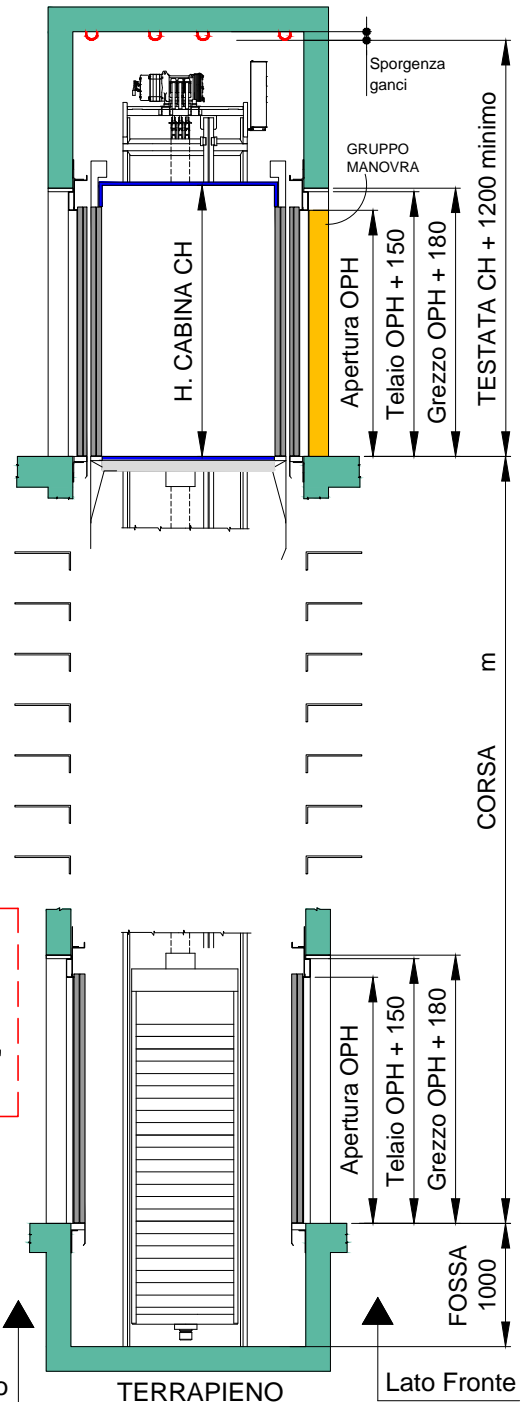 Sporgenza
ganci
GRUPPO
MANOVRA
H. CABINA CH
Apertura OPH
Telaio OPH + 150
Grezzo OPH + 180
TESTATA CH + 1200 minimo
CORSA m
Apertura OPH
Telaio OPH + 150
Grezzo OPH + 180
FOSSA
1000
TERRAPIENO
Lato Fronte